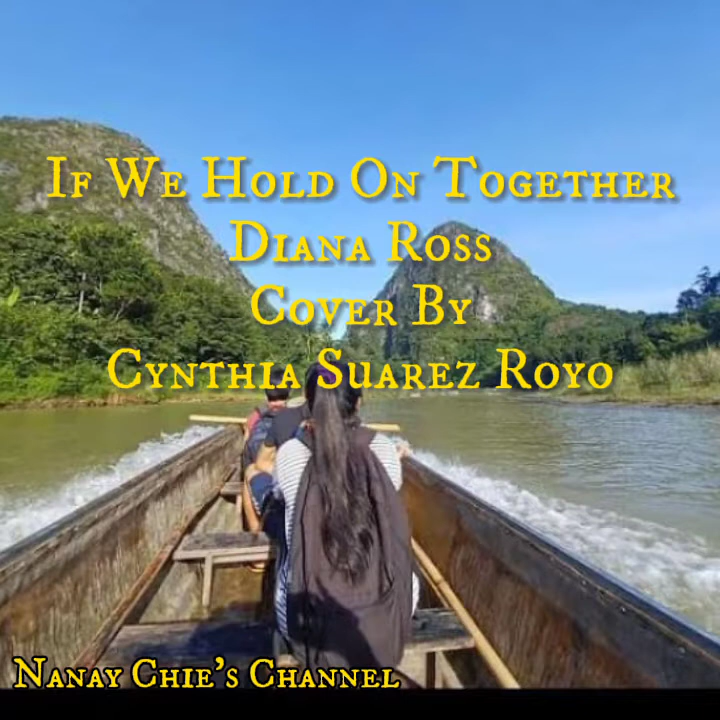 If We Hold On Together
Diana Ross
Cover By
Cynthia Suarez Royo
Nanay Chie's Channel